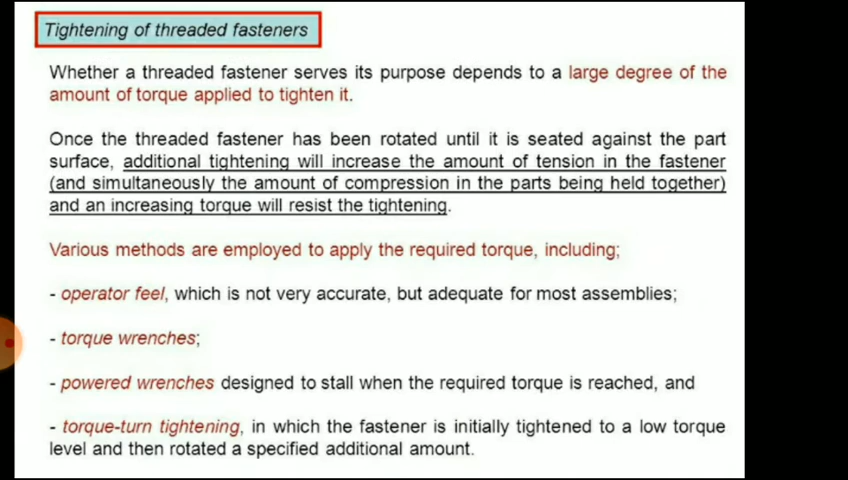 Tightening of threaded fasteners
Whether a threaded fastener serves its purpose depends to a large degree of the
amount of torque applied to tighten it.
Once the threaded fastener has been rotated until it is seated against the part
surface, additional tightening will increase the amount of tension in the fastener
(and simultaneously the amount of compression in the parts being held together)
and an increasing torque will resist the tightening.
Various methods are employed to apply the required torque, including;
- operator feel, which is not very accurate, but adequate for most assemblies;
- torque wrenches;
- powered wrenches designed to stall when the required torque is reached, and
- torque-turn tightening, in which the fastener is initially tightened to a low torque
level and then rotated a specified additional amount.